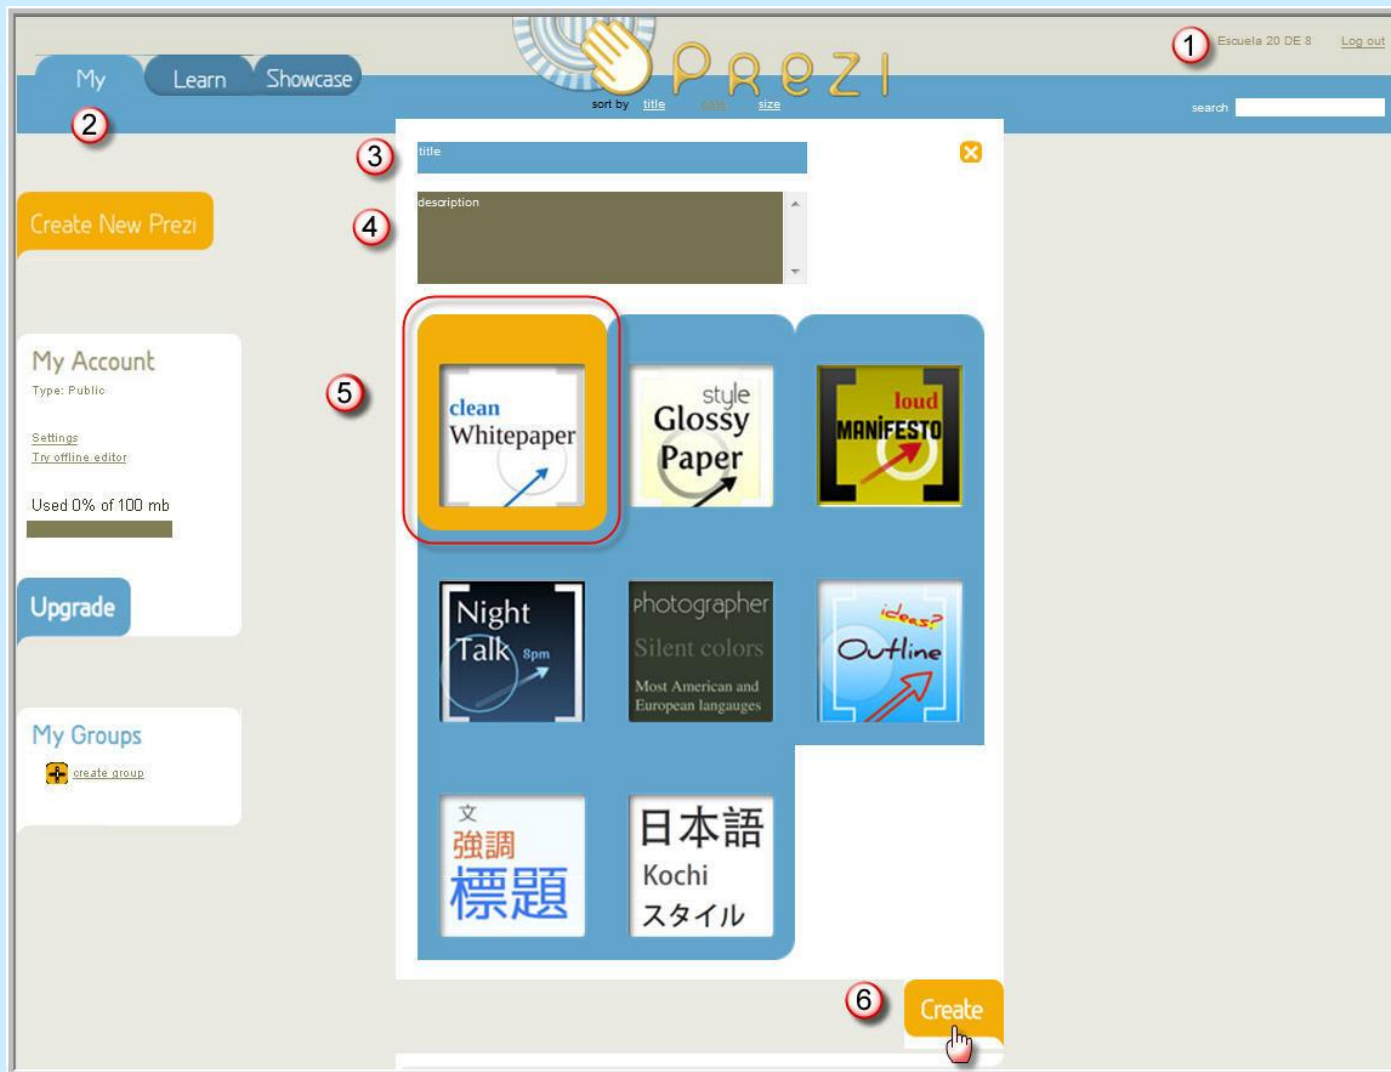 1 Escuela 20 DE 8 Log out
My Learn Showcase
PREZI
sort by title date size
search
2
3 title
Create New Prezi
4 description
My Account
Type: Public
Settings
Try offline editor
Used 0% of 100 mb
Upgrade
My Groups
create group
5
clean
Whitepaper
style
Glossy
Paper
loud
MANIFESTO
Night
Talk 8pm
Photographer
Silent colors
Most American and
European langauges
ideas?
Outline
文
強調
標題
日本語
Kochi
スタイル
6 Create